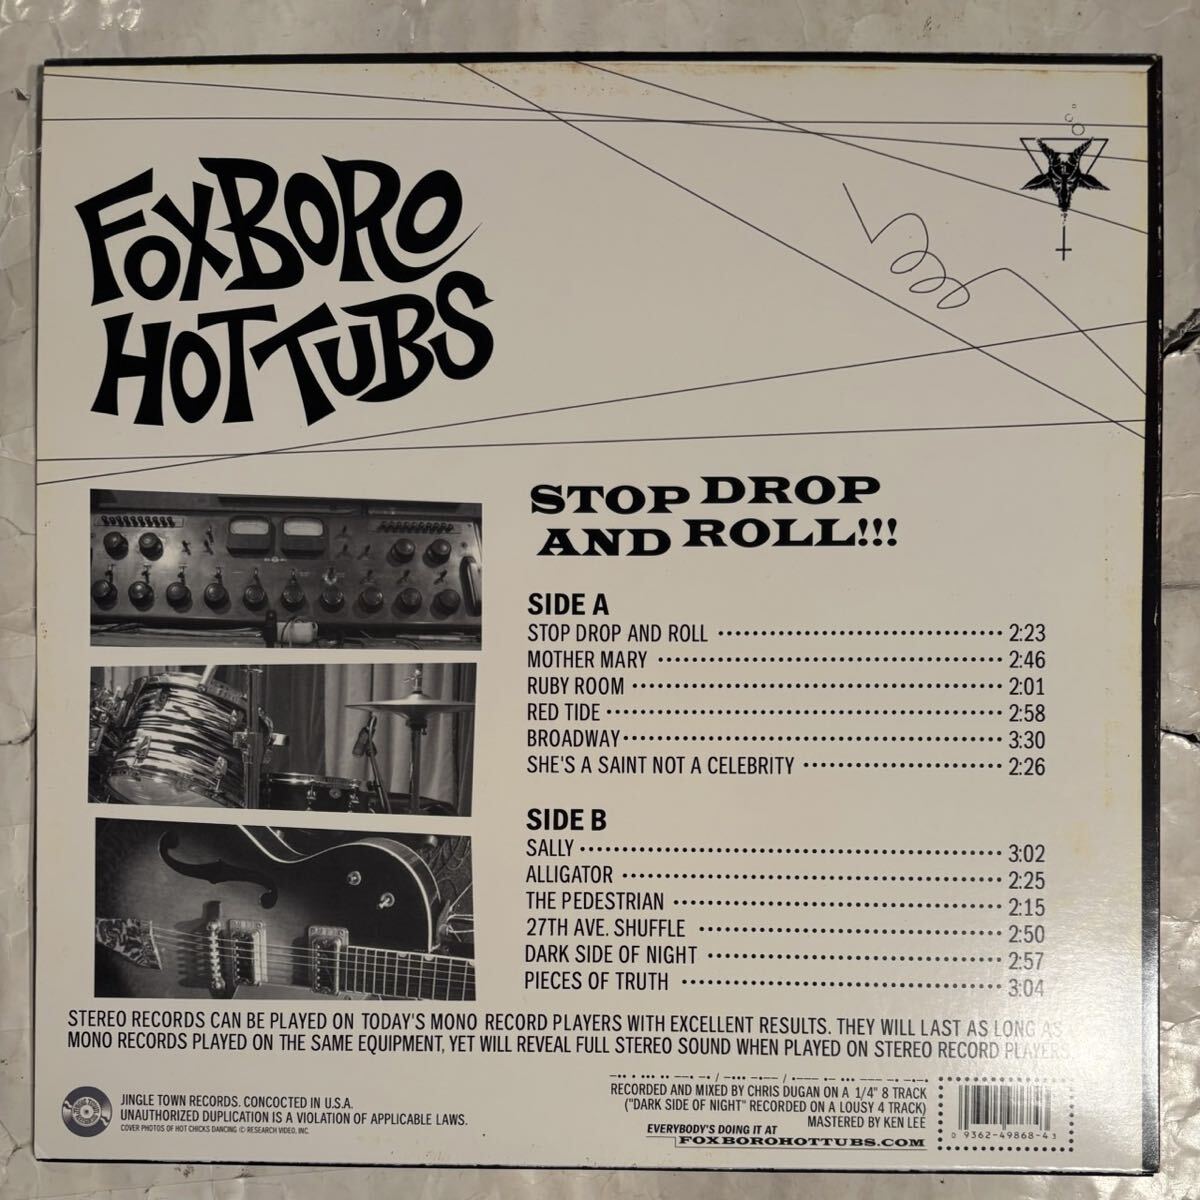 FOXBORO
HOT TUBS
STOP DROP
AND ROLL!!!
SIDE A
STOP DROP AND ROLL 2:23
MOTHER MARY 2:46
RUBY ROOM 2:01
RED TIDE 2:58
BROADWAY 3:30
SHE'S A SAINT NOT A CELEBRITY 2:26
SIDE B
SALLY 3:02
ALLIGATOR 2:25
THE PEDESTRIAN 2:15
27TH AVE. SHUFFLE 2:50
DARK SIDE OF NIGHT 2:57
PIECES OF TRUTH 3:04
STEREO RECORDS CAN BE PLAYED ON TODAY'S MONO RECORD PLAYERS WITH EXCELLENT RESULTS. THEY WILL LAST AS LONG AS
MONO RECORDS PLAYED ON THE SAME EQUIPMENT, YET WILL REVEAL FULL STEREO SOUND WHEN PLAYED ON STEREO RECORD PLAYERS.
JINGLE TOWN RECORDS. CONCOCTED IN U.S.A.
UNAUTHORIZED DUPLICATION IS A VIOLATION OF APPLICABLE LAWS.
COVER PHOTOS OF HOT CHICKS DANCING © RESEARCH VIDEO, INC.
RECORDED AND MIXED BY CHRIS DUGAN ON A 1/4" 8 TRACK
("DARK SIDE OF NIGHT" RECORDED ON A LOUSY 4 TRACK)
MASTERED BY KEN LEE
EVERYBODY'S DOING IT AT
FOXBOROHOTTUBS.COM
0 9362-49868-4 3